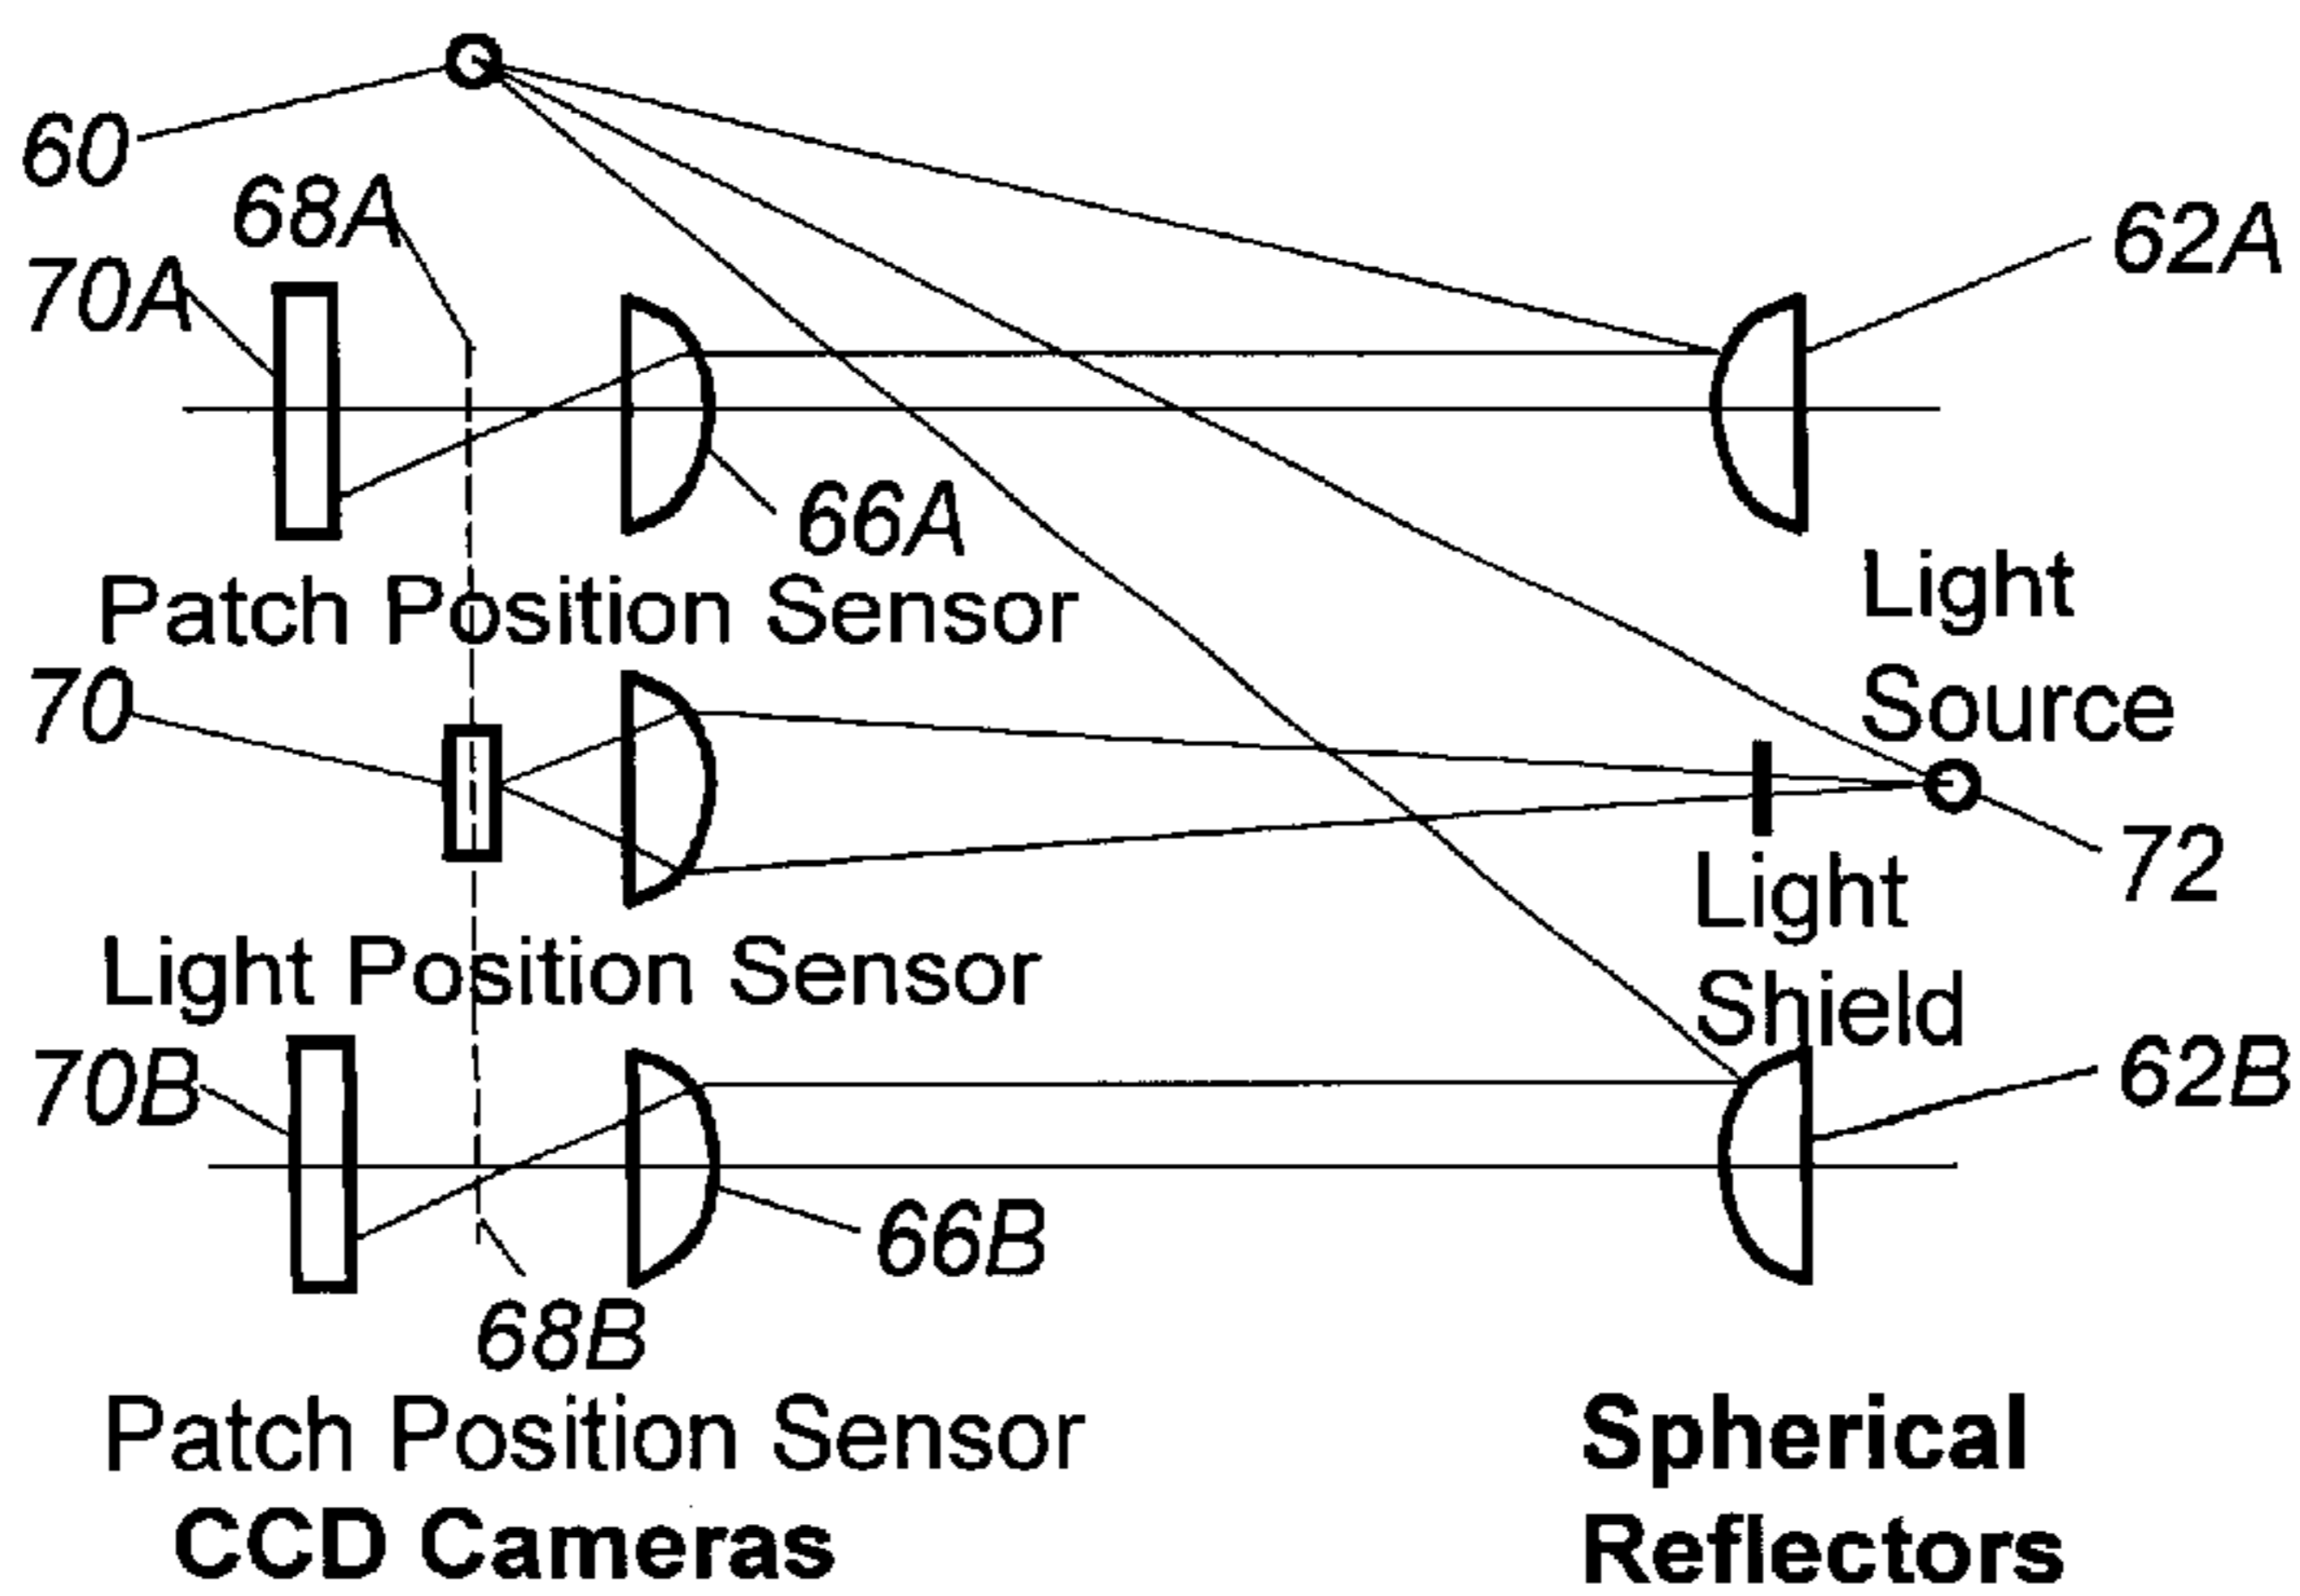 60
68A
62A
70A
66A
Patch Position Sensor
Light
Source
70
72
Light
Shield
Light Position Sensor
70B
62B
66B
68B
Patch Position Sensor
CCD Cameras
Spherical
Reflectors